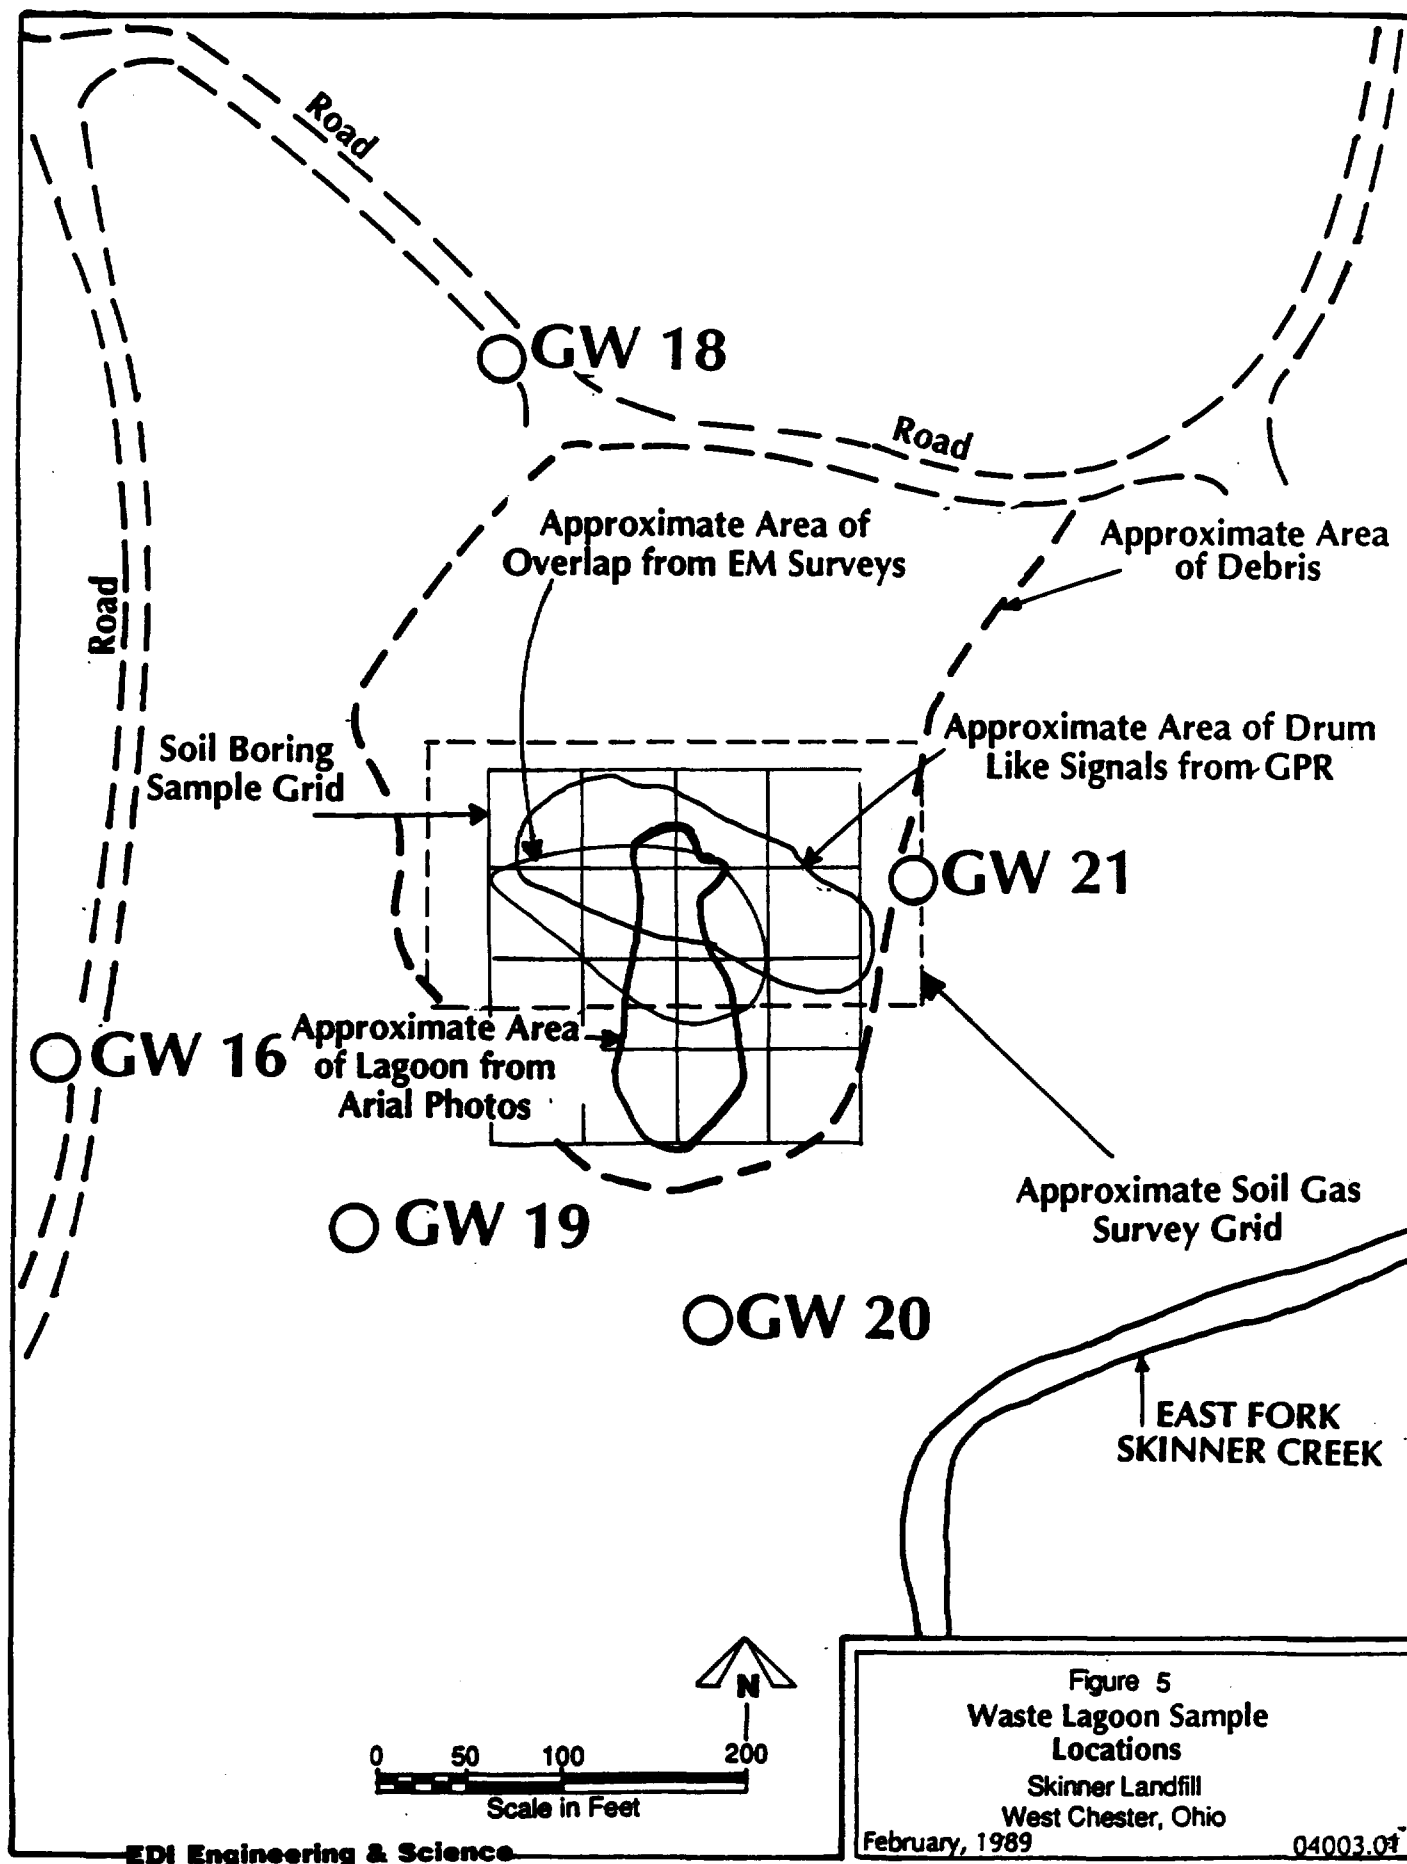 Road
GW 18
Road
Approximate Area of
Overlap from EM Surveys
Approximate Area
of Debris
Road
Soil Boring
Sample Grid
Approximate Area of Drum
Like Signals from GPR
GW 21
GW 16
Approximate Area
of Lagoon from
Arial Photos
Approximate Soil Gas
Survey Grid
GW 19
GW 20
EAST FORK
SKINNER CREEK
N
0 50 100 200
Scale in Feet
Figure 5
Waste Lagoon Sample
Locations
Skinner Landfill
West Chester, Ohio
February, 1989
EDI Engineering & Science